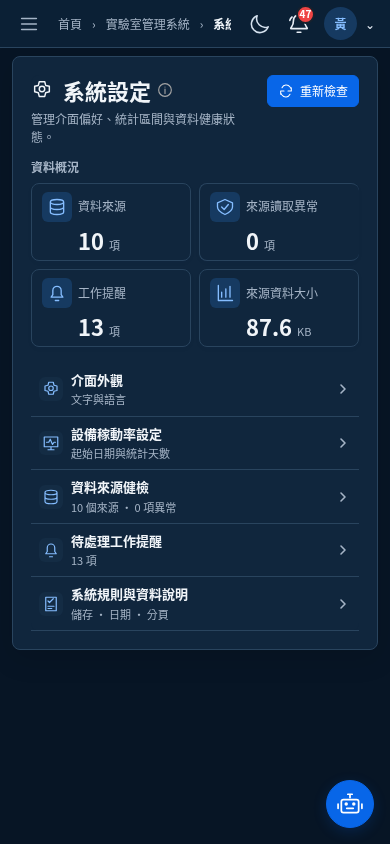 首頁 › 實驗室管理系統 › 系
47
黃
系統設定
重新檢查
管理介面偏好、統計區間與資料健康狀
態。
資料概況
資料來源
10 項
來源讀取異常
0 項
工作提醒
13 項
來源資料大小
87.6 KB
介面外觀
文字與語言
設備稼動率設定
起始日期與統計天數
資料來源健檢
10 個來源 · 0 項異常
待處理工作提醒
13 項
系統規則與資料說明
儲存 · 日期 · 分頁